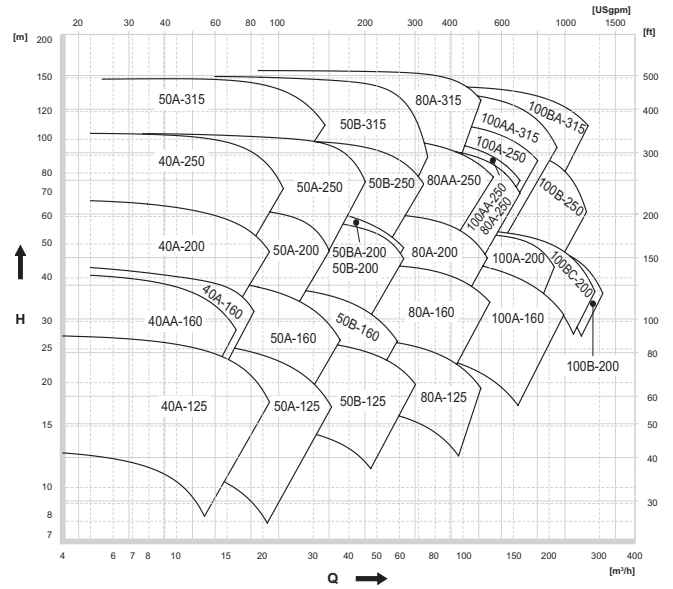 [USgpm]
20 30 40 60 80 100 200 300 400 600 1000 1500
[m] [ft]
200
150
120
100
80
70
60
50
40
30
25
20
15
10
8
7
H
500
400
300
200
150
100
80
60
50
40
30
50A-315
50B-315
80A-315
100BA-315
100AA-315
100A-250
40A-250
50A-250
50B-250
80AA-250
100AA-250
80A-250
100B-250
40A-200
50A-200
50BA-200
50B-200
80A-200
100A-200
100BC-200
40A-160
40AA-160
50A-160
50B-160
80A-160
100A-160
100B-200
40A-125
50A-125
50B-125
80A-125
4 6 7 8 10 15 20 30 40 50 60 80 100 150 200 300 400
[m³/h]
Q